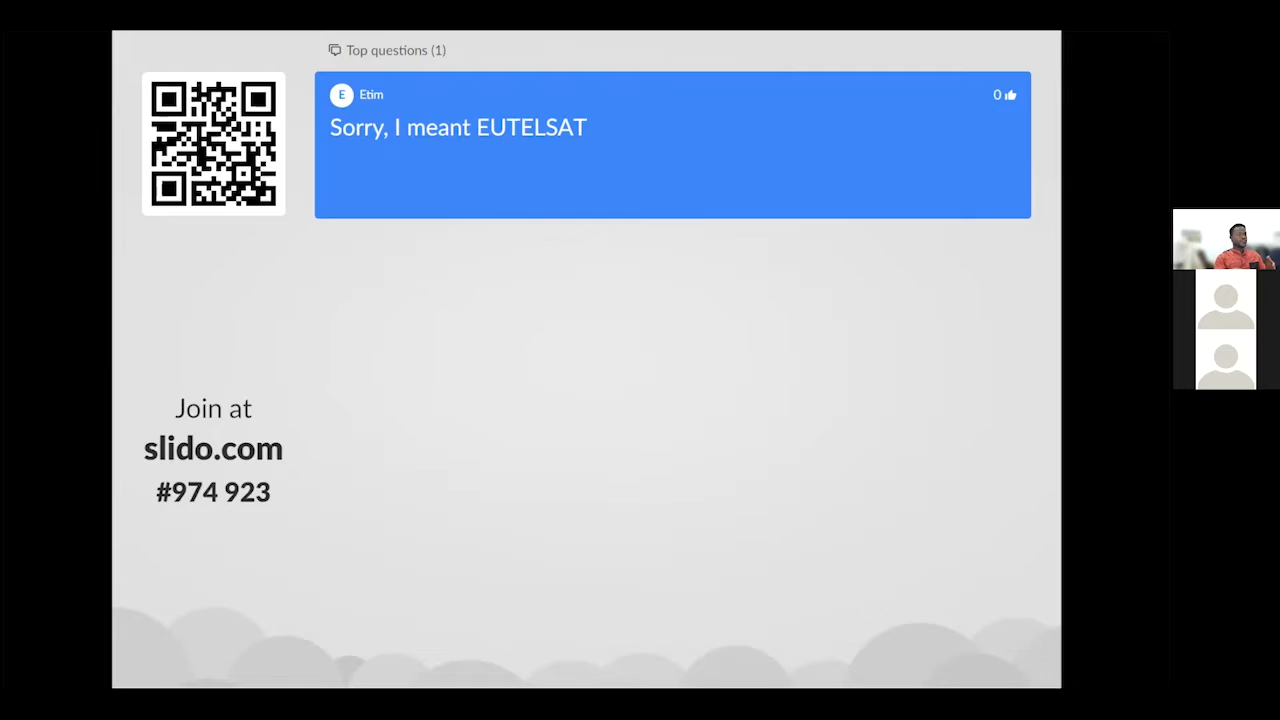 Top questions (1)
E Etim 0
Sorry, I meant EUTELSAT
Join at
slido.com
#974 923